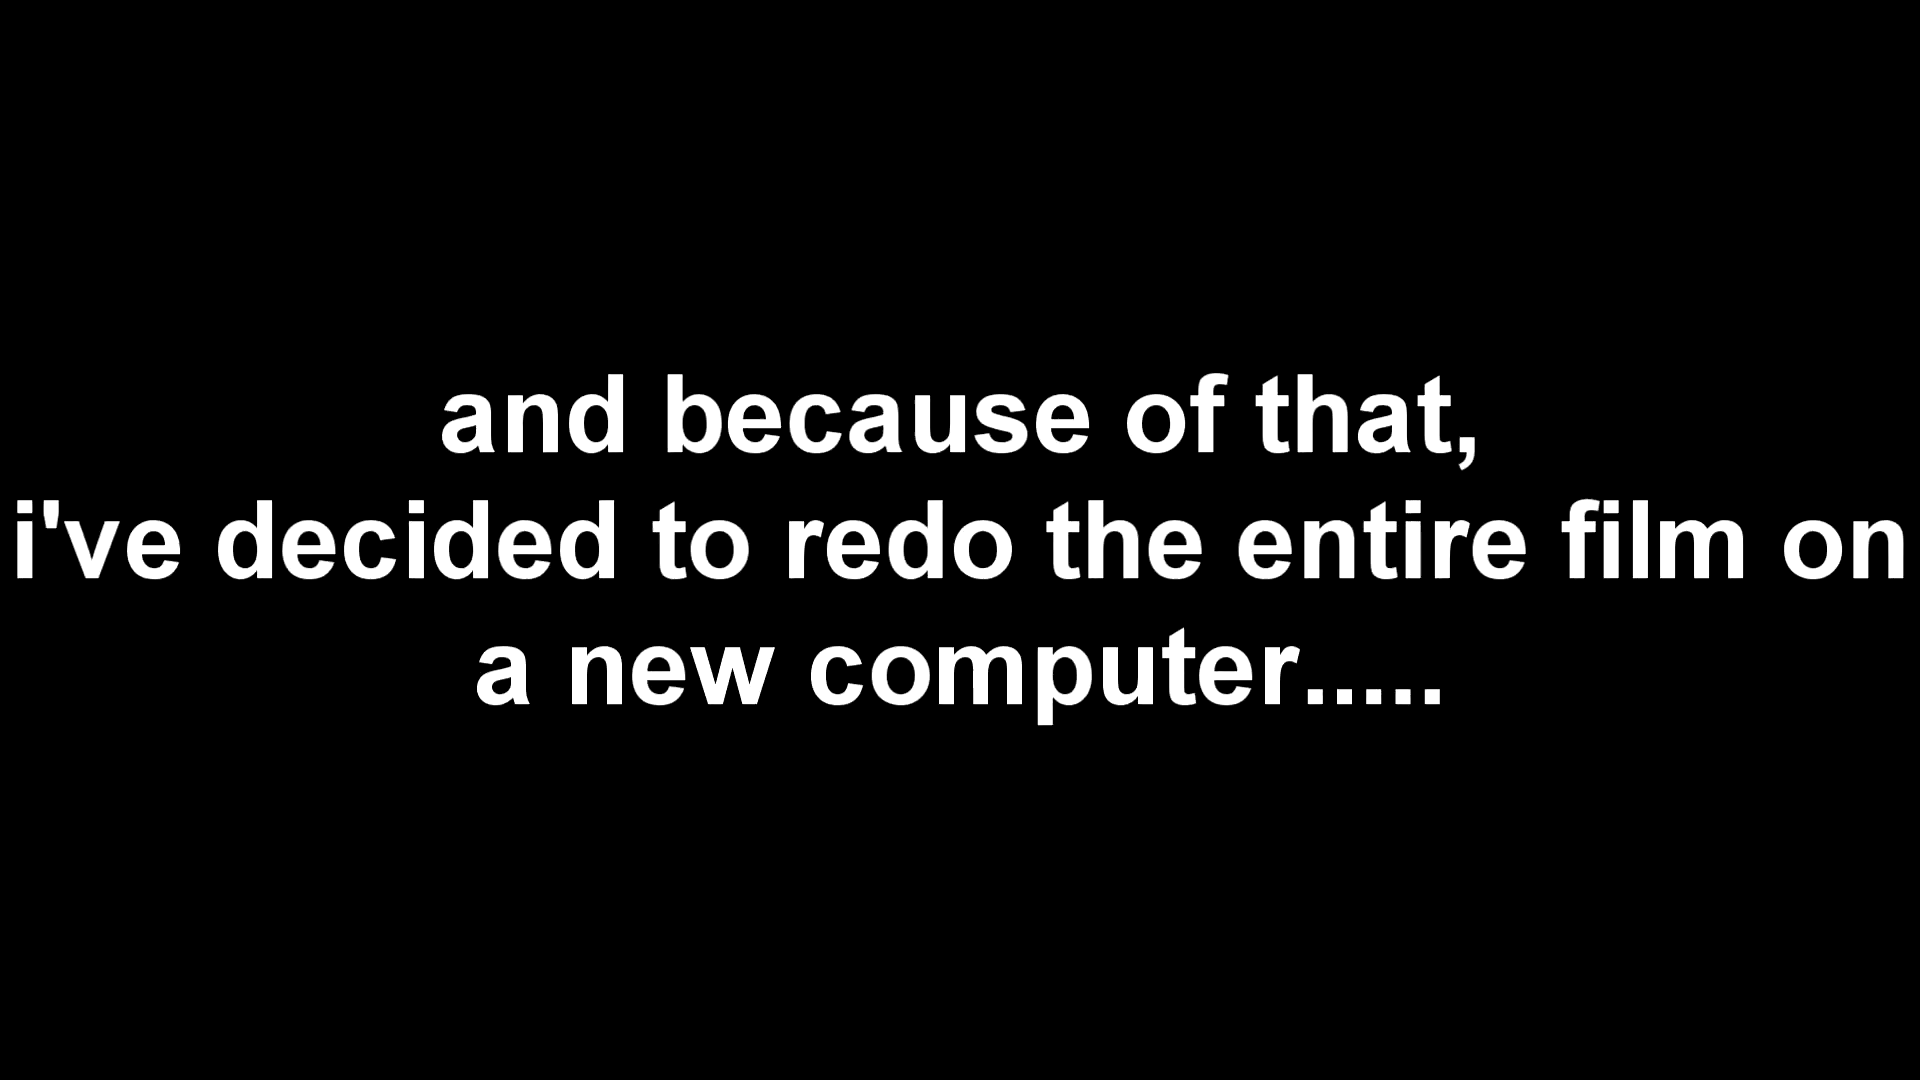 and because of that,
i've decided to redo the entire film on
a new computer.....